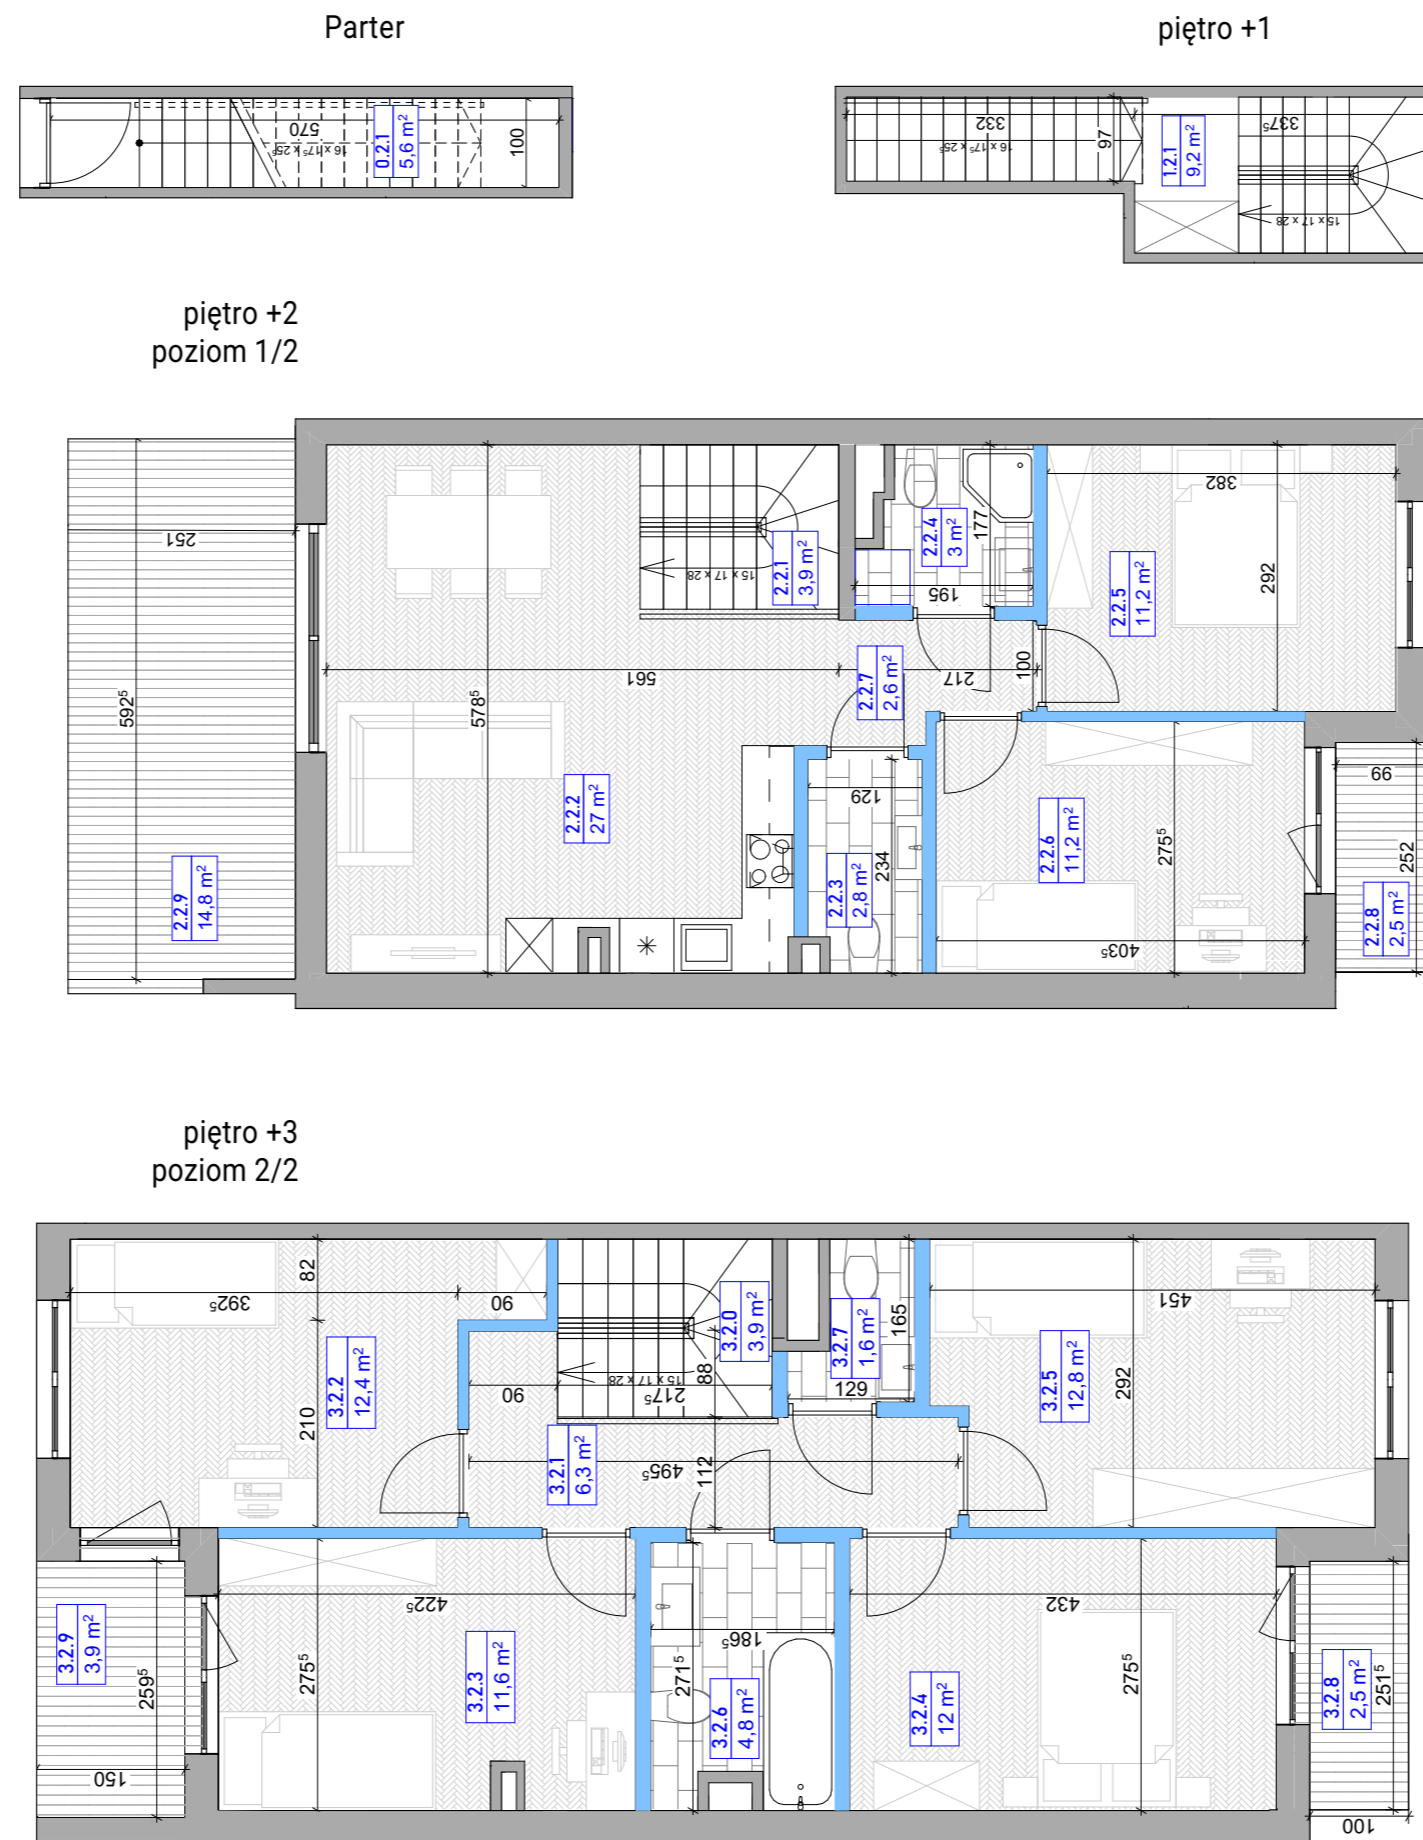 Parter
piętro +1
570
16 x 17⁵ x 25⁵
0.2.1
5,6 m²
100
332
16 x 17⁵ x 25⁵
97
1.2.1
9,2 m²
337⁵
15 x 17 x 28
piętro +2
poziom 1/2
251
592⁵
2.2.9
14,8 m²
578⁵
561
2.2.2
27 m²
15 x 17 x 28
2.2.1
3,9 m²
2.2.4
3 m²
177
195
2.2.7
2,6 m²
217
100
382
2.2.5
11,2 m²
292
129
2.2.3
2,8 m²
234
2.2.6
11,2 m²
275⁵
403⁵
99
252
2.2.8
2,5 m²
piętro +3
poziom 2/2
392⁵
82
90
210
3.2.2
12,4 m²
90
15 x 17 x 28
217⁵
88
3.2.0
3,9 m²
3.2.7
1,6 m²
165
129
451
3.2.5
12,8 m²
292
3.2.1
6,3 m²
495⁵
112
3.2.9
3,9 m²
259⁵
150
422⁵
275⁵
3.2.3
11,6 m²
186⁵
271⁵
3.2.6
4,8 m²
432
3.2.4
12 m²
275⁵
3.2.8
2,5 m²
251⁵
100